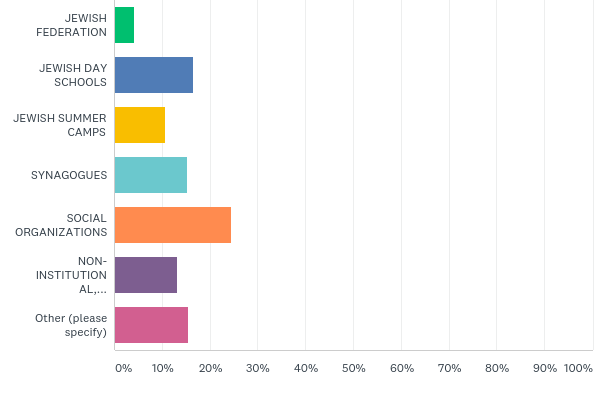 JEWISH
FEDERATION
JEWISH DAY
SCHOOLS
JEWISH SUMMER
CAMPS
SYNAGOGUES
SOCIAL
ORGANIZATIONS
NON-
INSTITUTION
AL,...
Other (please
specify)
0% 10% 20% 30% 40% 50% 60% 70% 80% 90% 100%